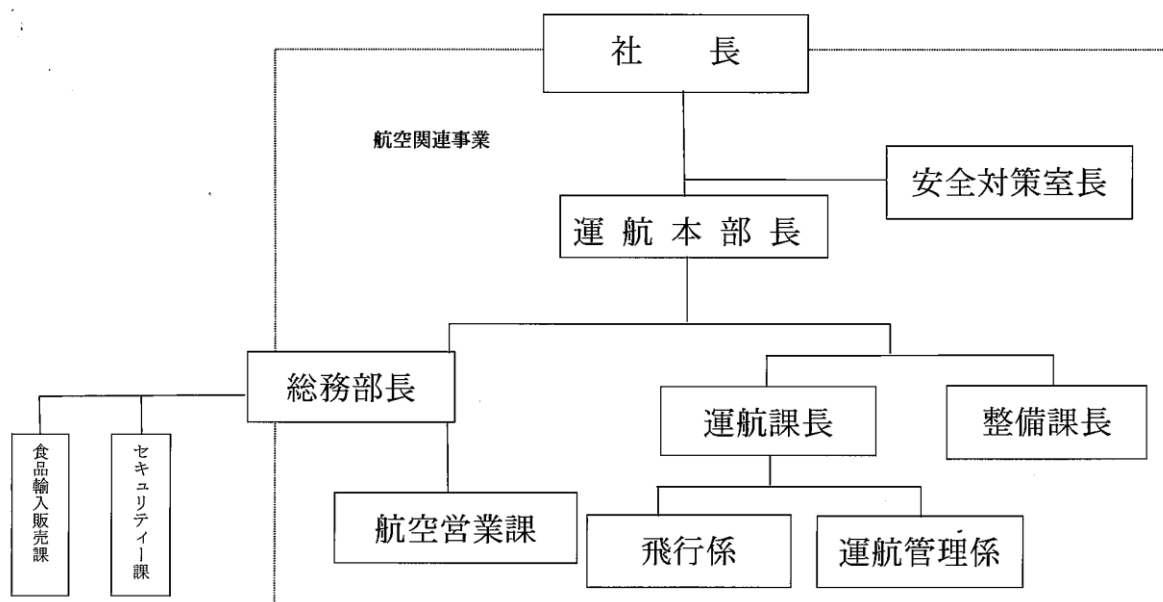 社　長
航空関連事業
安全対策室長
運航本部長
総務部長
運航課長
整備課長
食品輸入販売課
セキュリティー課
航空営業課
飛行係
運航管理係